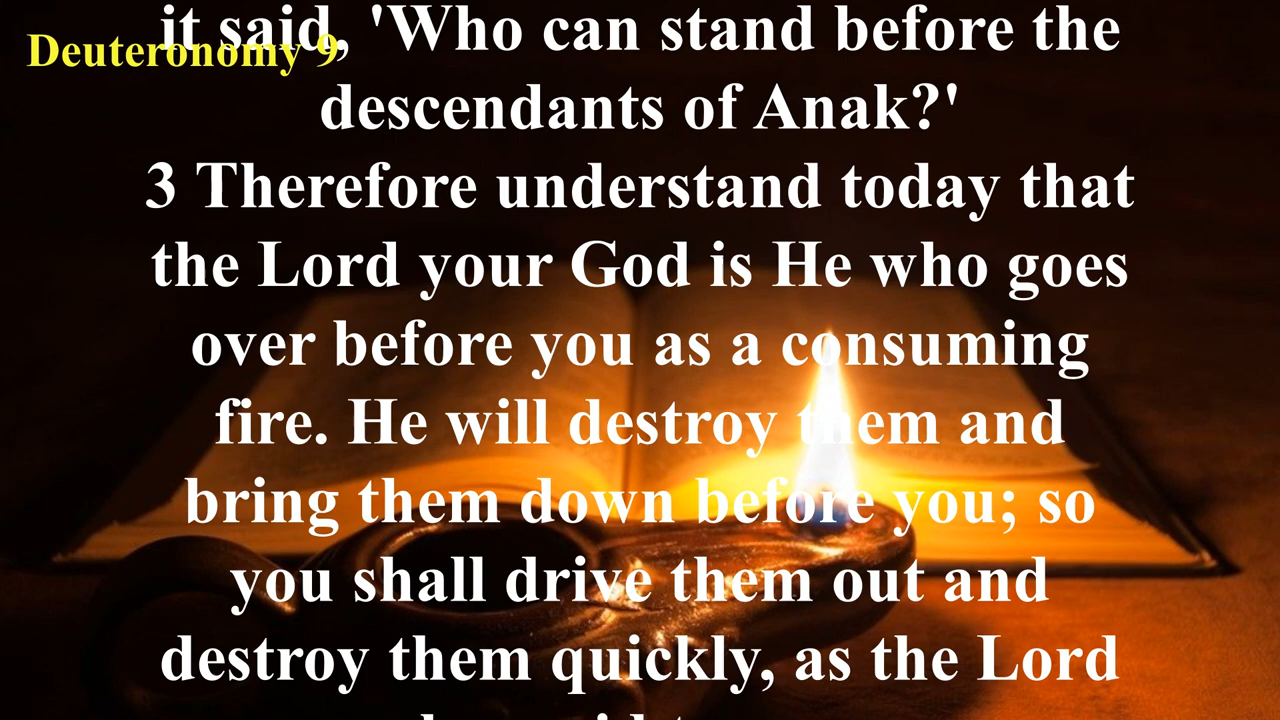 it said, 'Who can stand before the
Deuteronomy 9
descendants of Anak?'
3 Therefore understand today that
the Lord your God is He who goes
over before you as a consuming
fire. He will destroy them and
bring them down before you; so
you shall drive them out and
destroy them quickly, as the Lord